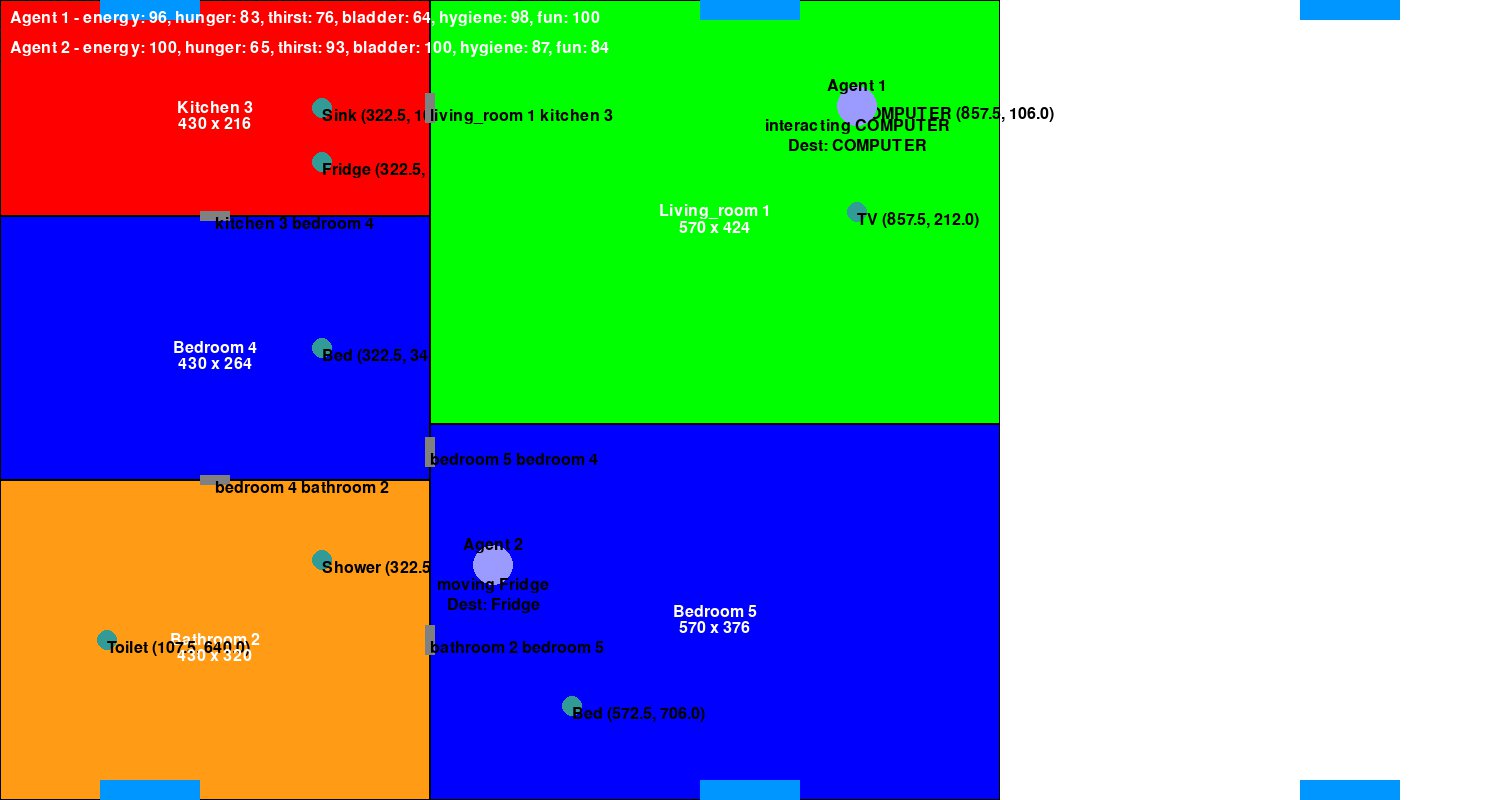 Agent 1 - energy: 96, hunger: 83, thirst: 76, bladder: 64, hygiene: 98, fun: 100
Agent 2 - energy: 100, hunger: 65, thirst: 93, bladder: 100, hygiene: 87, fun: 84
Agent 1
Kitchen 3
430 x 216
Sink (322.5, 1
living_room 1 kitchen 3
OMPUTER (857.5, 106.0)
interacting COMPUTER
Dest: COMPUTER
Fridge (322.5,
Living_room 1
570 x 424
TV (857.5, 212.0)
kitchen 3 bedroom 4
Bedroom 4
430 x 264
Bed (322.5, 34
bedroom 5 bedroom 4
bedroom 4 bathroom 2
Agent 2
Shower (322.5
moving Fridge
Dest: Fridge
Bedroom 5
570 x 376
Bathroom 2
430 x 320
Toilet (107.5, 640.0)
bathroom 2 bedroom 5
Bed (572.5, 706.0)